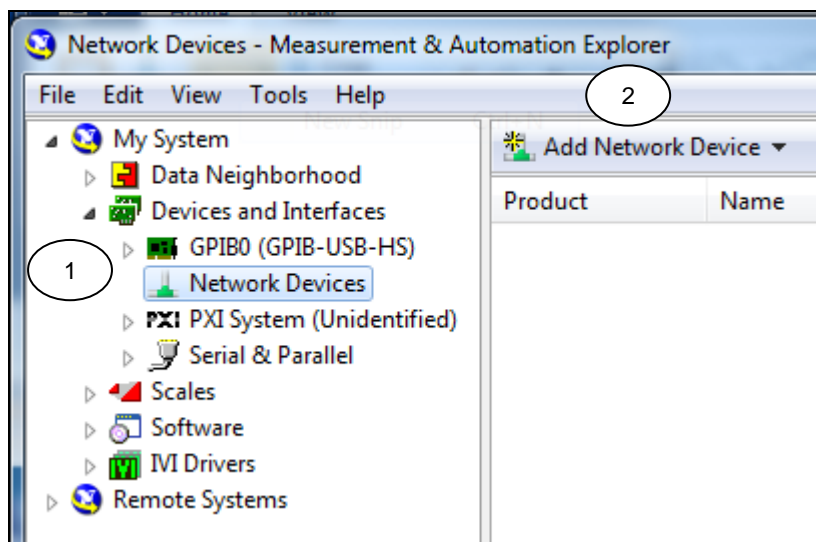 Network Devices - Measurement & Automation Explorer
File Edit View Tools Help
2
My System
Data Neighborhood
Devices and Interfaces
GPIB0 (GPIB-USB-HS)
1
Network Devices
PXI PXI System (Unidentified)
Serial & Parallel
Scales
Software
IVI Drivers
Remote Systems
Add Network Device
Product Name